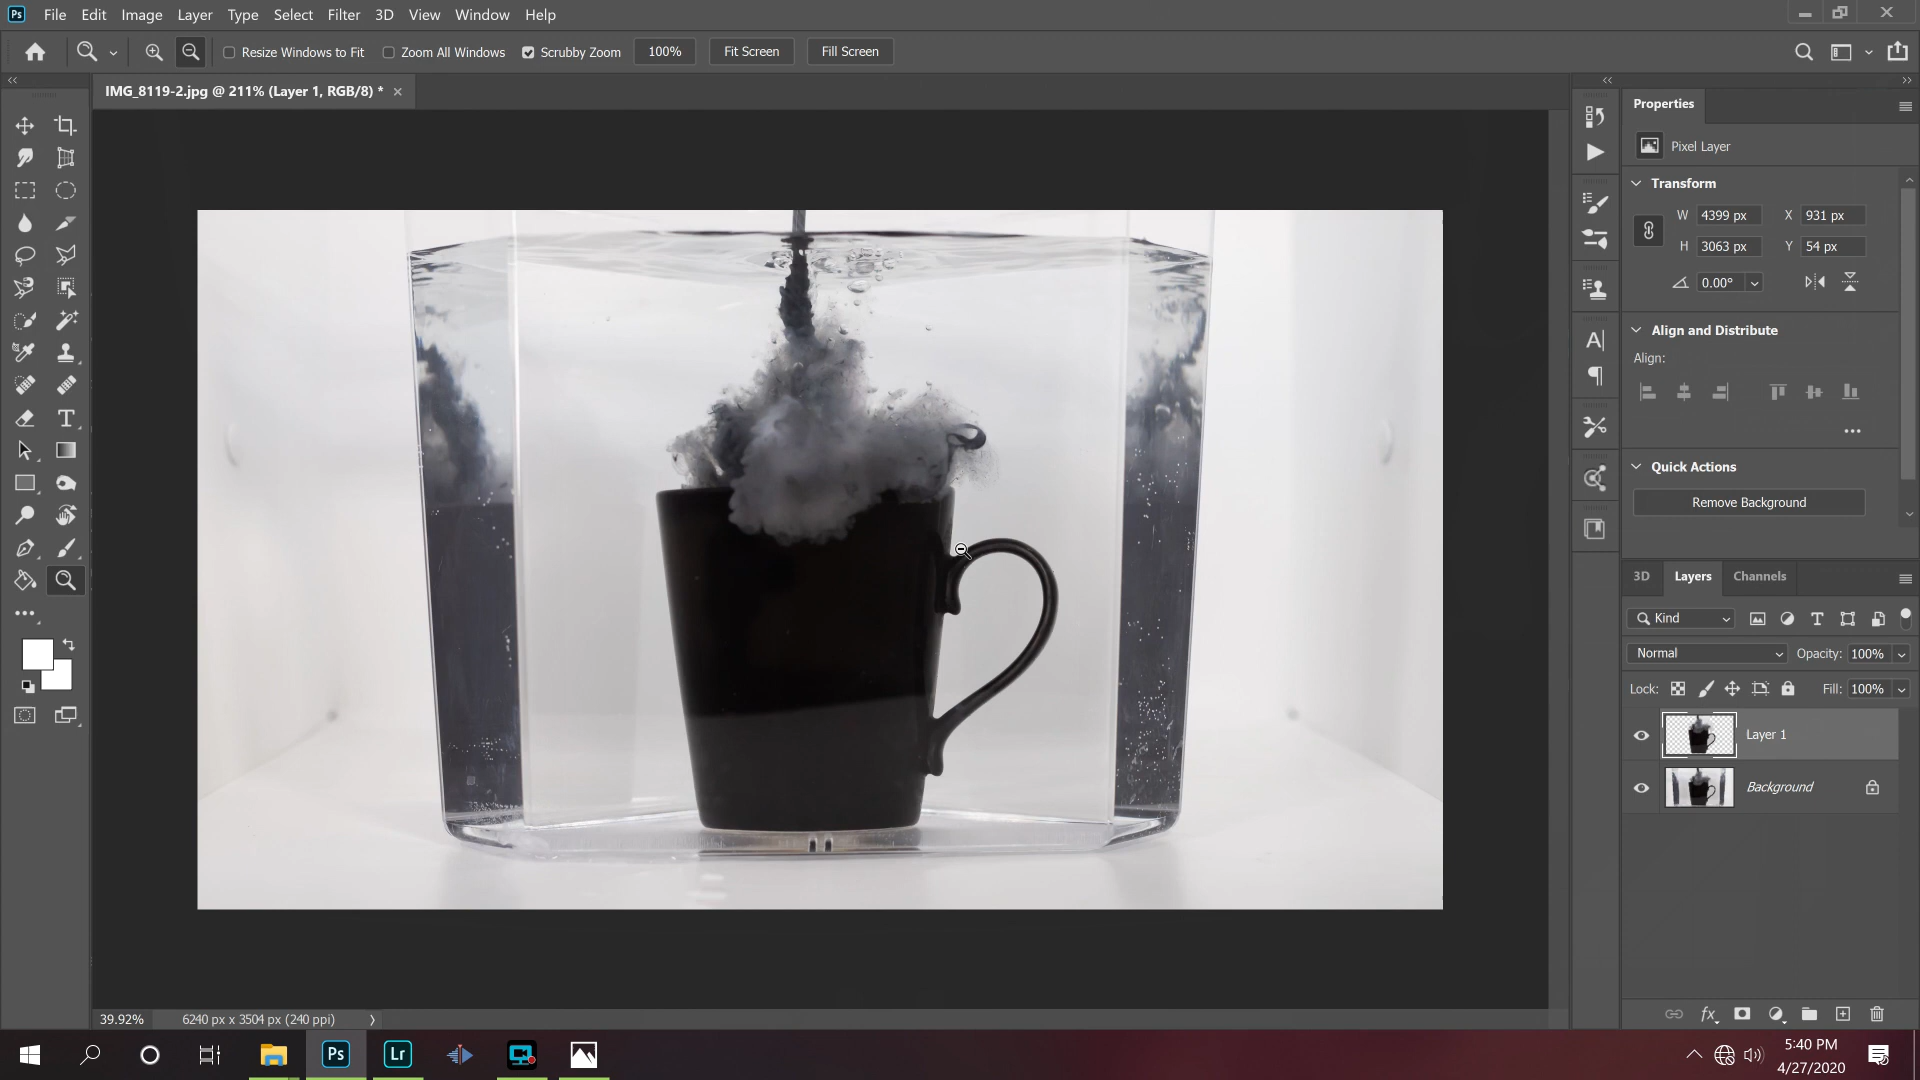 Ps File Edit Image Layer Type Select Filter 3D View Window Help
Resize Windows to Fit Zoom All Windows Scrubby Zoom 100% Fit Screen Fill Screen
IMG_8119-2.jpg @ 211% (Layer 1, RGB/8) *
Properties
Pixel Layer
Transform
W 4399 px X 931 px
H 3063 px Y 54 px
0.00°
Align and Distribute
Align:
Quick Actions
Remove Background
3D Layers Channels
Kind
Normal Opacity: 100%
Lock: Fill: 100%
Layer 1
Background
fx
39.92% 6240 px x 3504 px (240 ppi)
Ps Lr
5:40 PM
4/27/2020